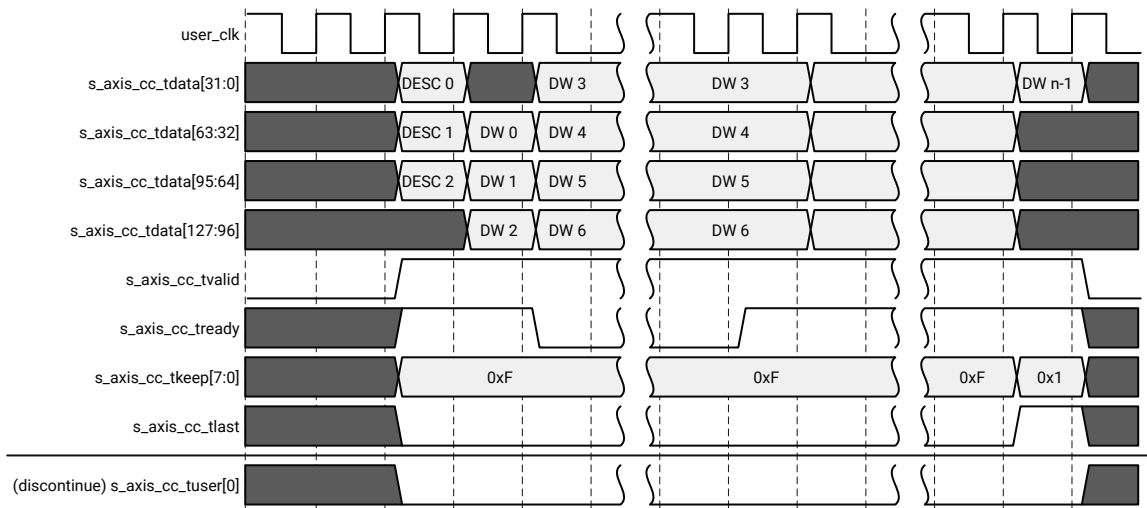 user_clk
s_axis_cc_tdata[31:0] DESC 0 DW 3 DW 3 DW n-1
s_axis_cc_tdata[63:32] DESC 1 DW 0 DW 4 DW 4
s_axis_cc_tdata[95:64] DESC 2 DW 1 DW 5 DW 5
s_axis_cc_tdata[127:96] DW 2 DW 6 DW 6
s_axis_cc_tvalid
s_axis_cc_tready
s_axis_cc_tkeep[7:0] 0xF 0xF 0xF 0x1
s_axis_cc_tlast
(discontinue) s_axis_cc_tuser[0]